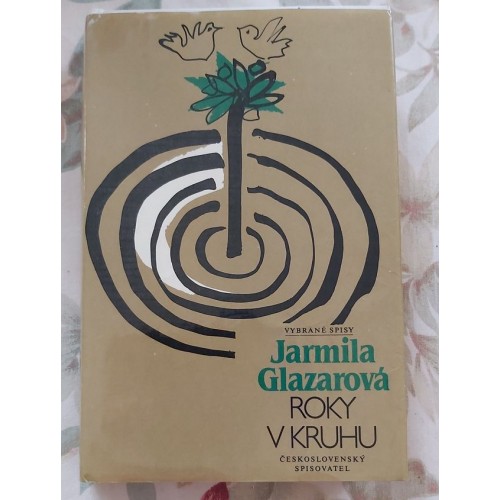 VYBRANÉ SPISY
Jarmila
Glazarová
ROKY
V KRUHU
ČESKOSLOVENSKÝ
SPISOVATEL